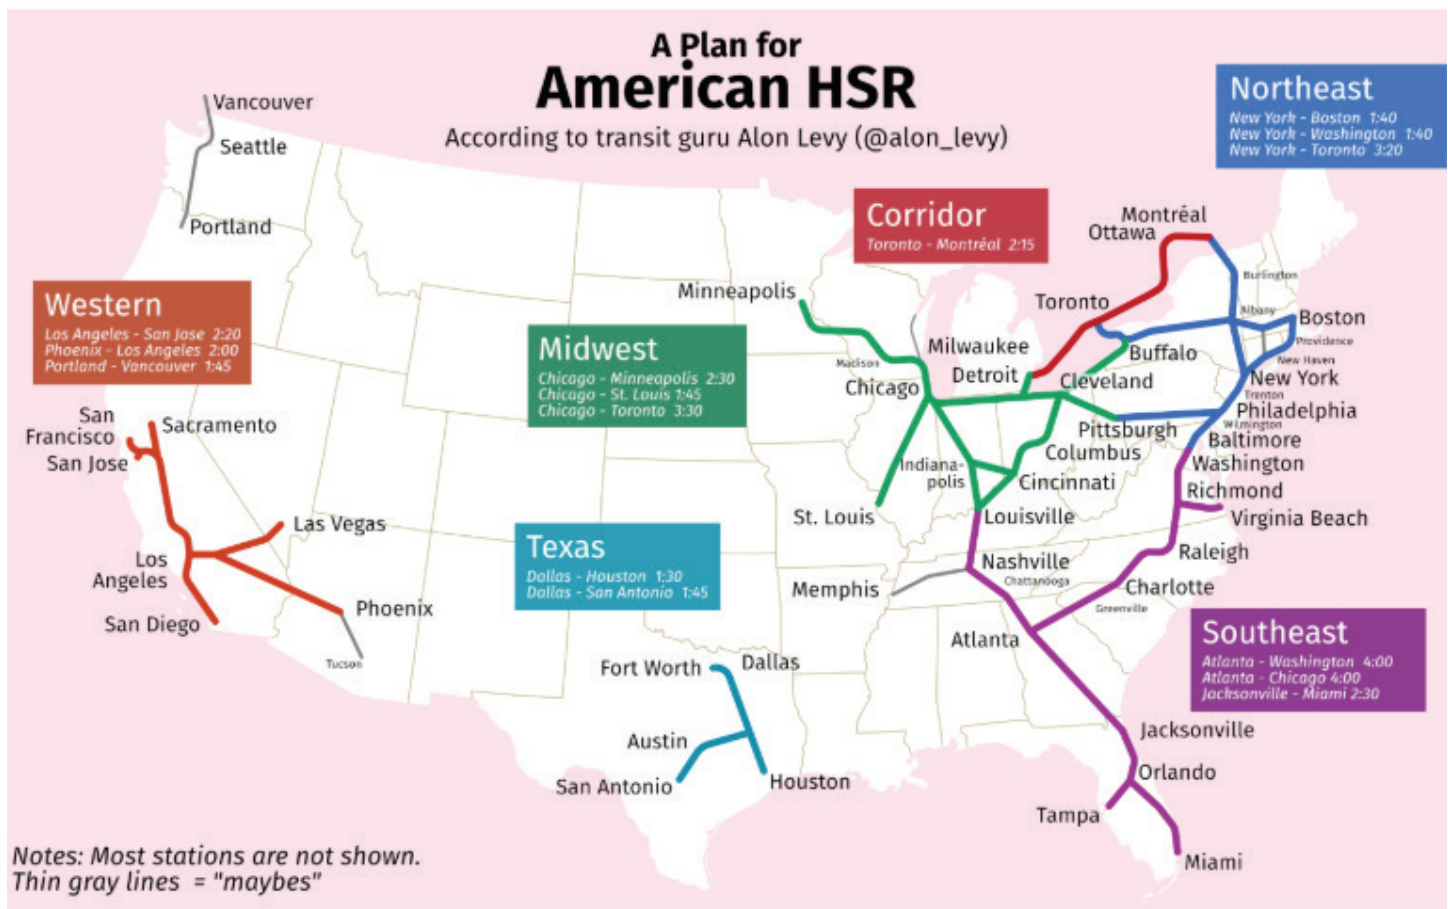 A Plan for
American HSR
According to transit guru Alon Levy (@alon_levy)
Northeast
New York - Boston 1:40
New York - Washington 1:40
New York - Toronto 3:20
Corridor
Toronto - Montréal 2:15
Western
Los Angeles - San Jose 2:20
Phoenix - Los Angeles 2:00
Portland - Vancouver 1:45
Midwest
Chicago - Minneapolis 2:30
Chicago - St. Louis 1:45
Chicago - Toronto 3:30
Texas
Dallas - Houston 1:30
Dallas - San Antonio 1:45
Southeast
Atlanta - Washington 4:00
Atlanta - Chicago 4:00
Jacksonville - Miami 2:30
Vancouver
Seattle
Portland
San
Francisco
San Jose
Sacramento
Las Vegas
Los
Angeles
San Diego
Phoenix
Tucson
Fort Worth
Dallas
Austin
San Antonio
Houston
Minneapolis
Madison
Milwaukee
Chicago
Detroit
Cleveland
Columbus
Indiana-
polis
Cincinnati
St. Louis
Louisville
Nashville
Memphis
Chattanooga
Atlanta
Greenville
Charlotte
Raleigh
Richmond
Virginia Beach
Jacksonville
Orlando
Tampa
Miami
Montréal
Ottawa
Toronto
Burlington
Albany
Boston
Providence
New Haven
Buffalo
New York
Trenton
Philadelphia
Wilmington
Pittsburgh
Baltimore
Washington
Notes: Most stations are not shown.
Thin gray lines = "maybes"